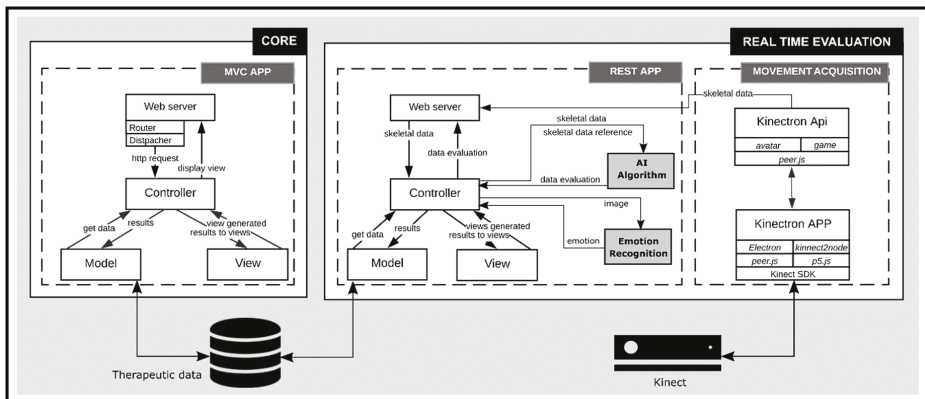 CORE
MVC APP
Web server
Router
Distpacher
http request
display view
Controller
get data
results
view generated
results to views
Model
View
REAL TIME EVALUATION
REST APP
Web server
skeletal data
data evaluation
skeletal data
skeletal data reference
AI
Algorithm
data evaluation
Controller
image
get data
results
views generated
results to views
emotion
Emotion
Recognition
Model
View
MOVEMENT ACQUISITION
skeletal data
Kinectron Api
avatar game
peer.js
Kinectron APP
Electron kinnect2node
peer.js p5.js
Kinect SDK
Therapeutic data
Kinect